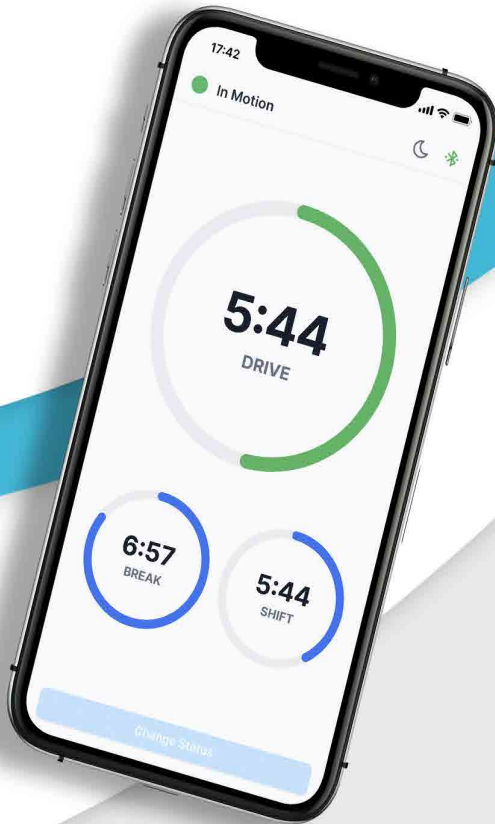 17:42
In Motion
5:44
DRIVE
6:57
BREAK
5:44
SHIFT
Change Status